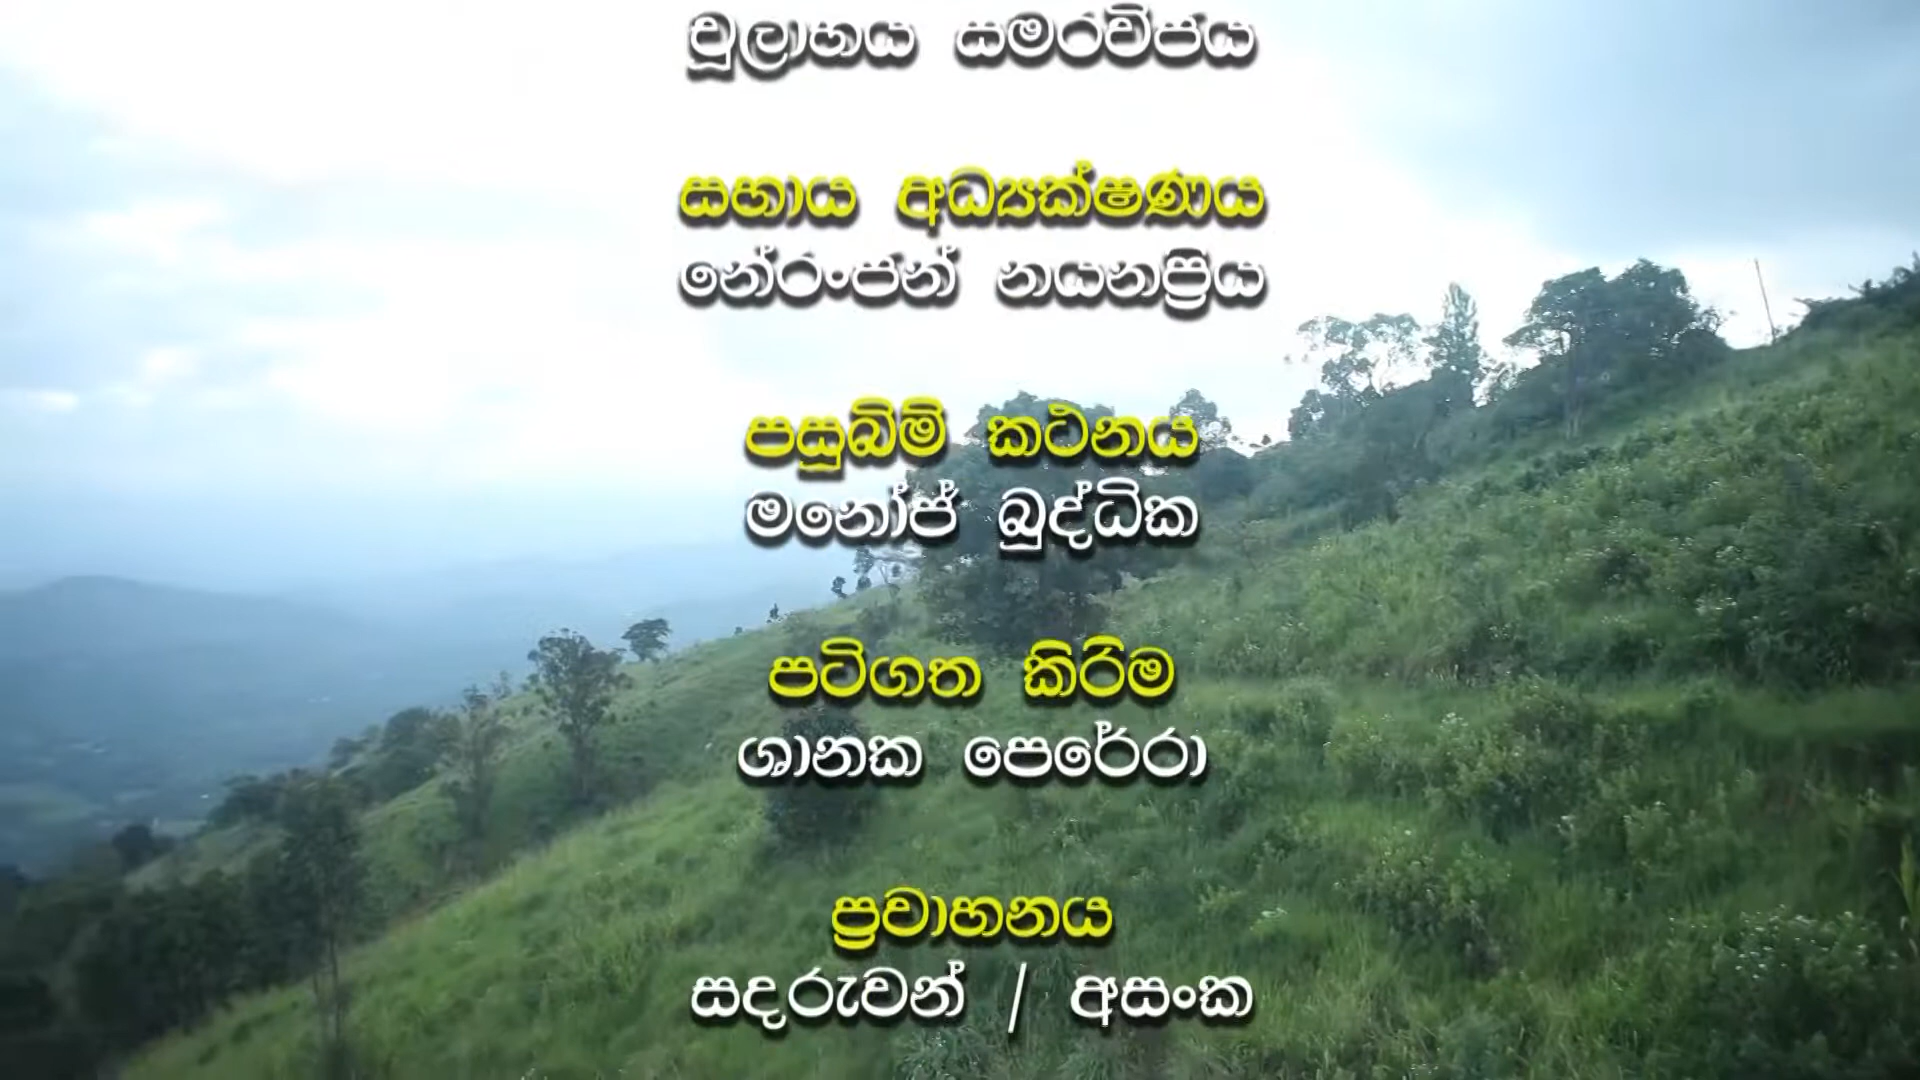 චූලාභය සමරවිජය
සහාය අධ්‍යක්ෂණය
නේරංජන් නයනප්‍රිය
පසුබිම් කථනය
මනෝජ් බුද්ධික
පටිගත කිරීම
ශානක පෙරේරා
ප්‍රවාහනය
සදරුවන් / අසංක